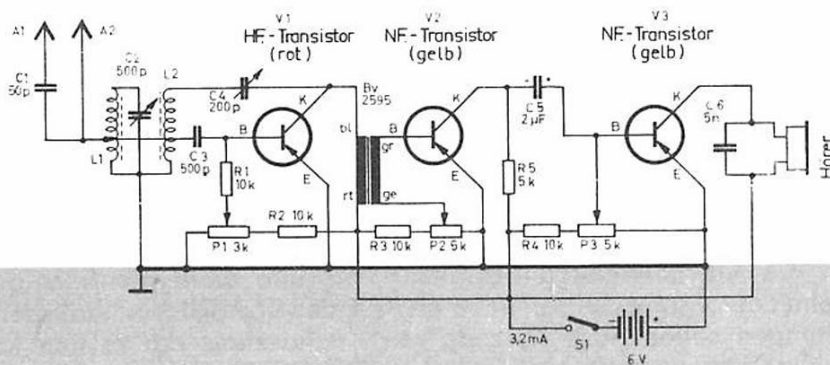 A1
A2
C1
50p
C2
500p
L1
L2
C3
500p
C4
200p
V1
HF.-Transistor
(rot)
K
B
E
R1
10k
P1 3k
R2 10k
Bv
2595
bl
gr
rt
ge
V2
NF.-Transistor
(gelb)
K
B
E
R3 10k
P2 5k
- +
C5
2µF
R5
5k
V3
NF.-Transistor
(gelb)
K
B
E
R4 10k
P3 5k
C6
5n
Hörer
3,2mA
S1
- +
6V